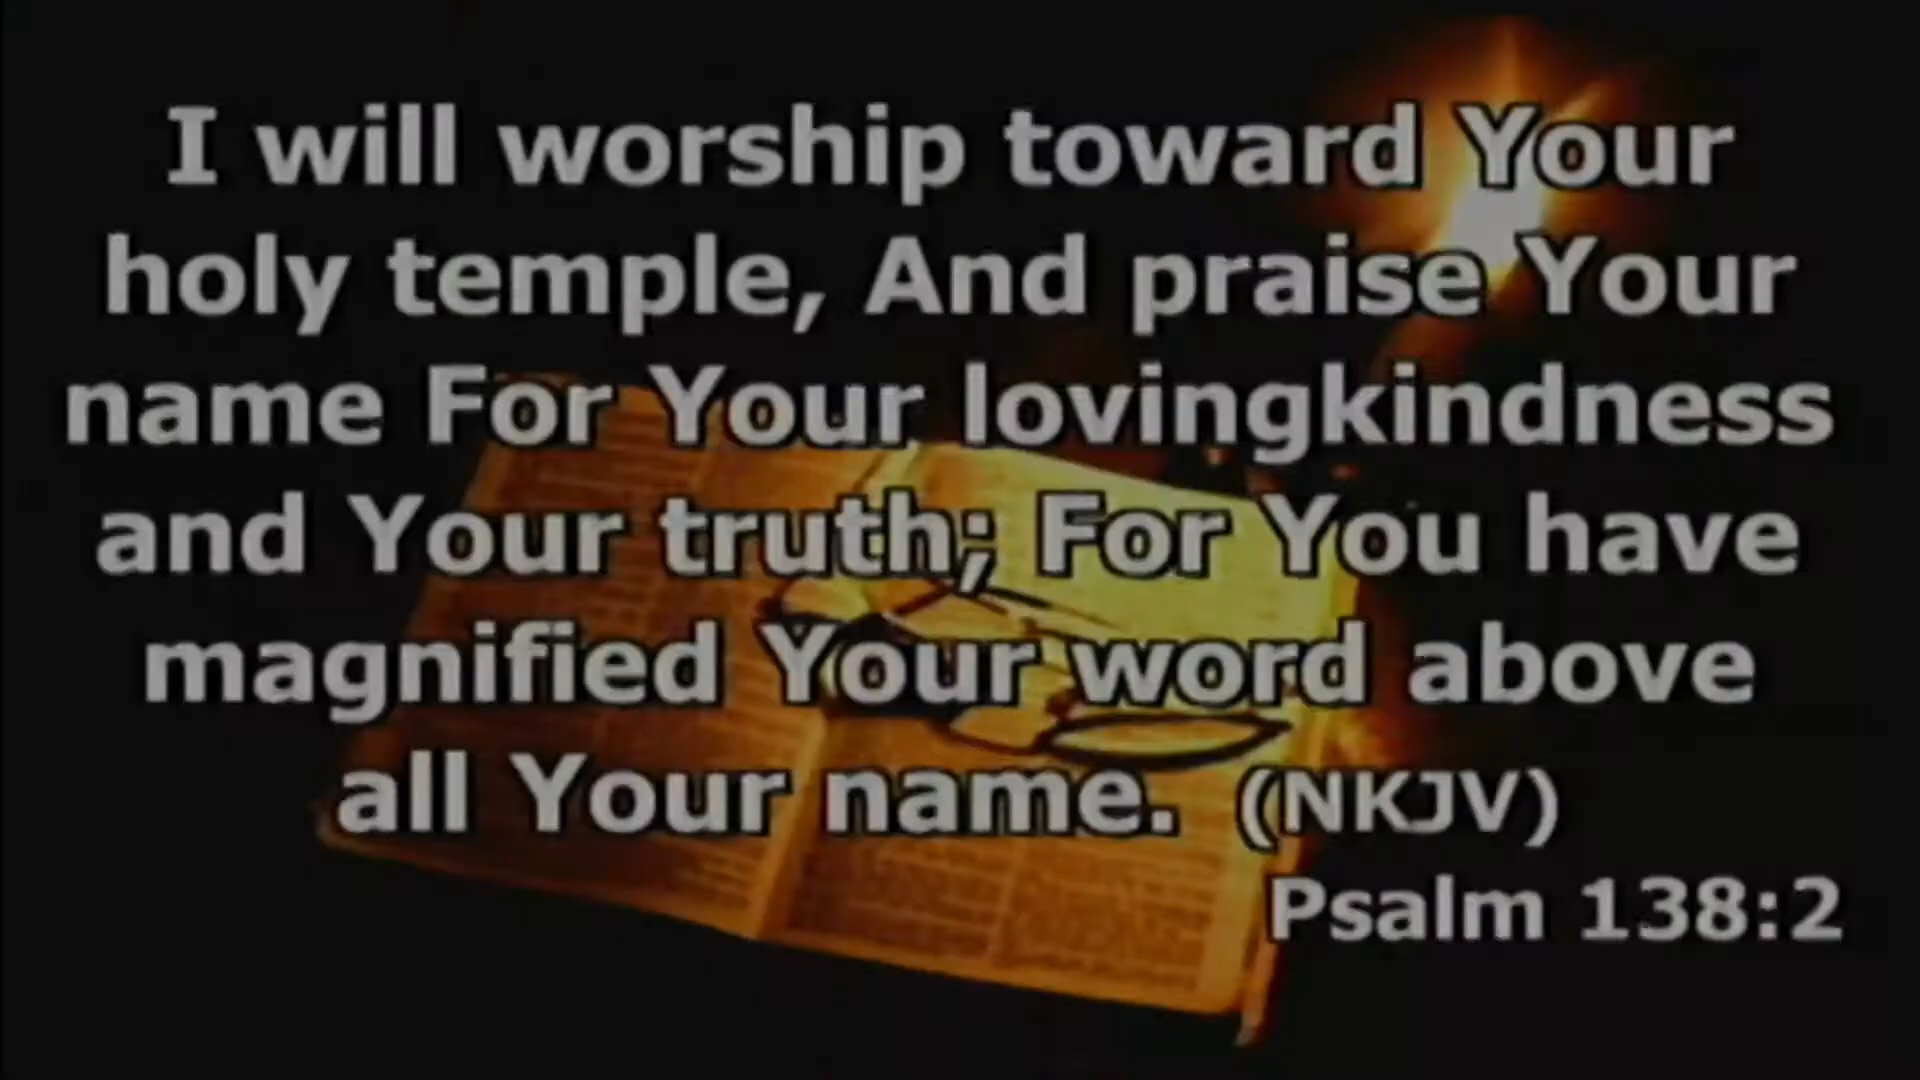 I will worship toward Your
holy temple, And praise Your
name For Your lovingkindness
and Your truth; For You have
magnified Your word above
all Your name. (NKJV)
Psalm 138:2